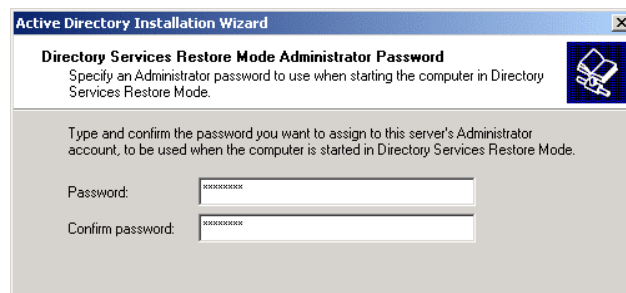 Active Directory Installation Wizard
Directory Services Restore Mode Administrator Password
Specify an Administrator password to use when starting the computer in Directory
Services Restore Mode.
Type and confirm the password you want to assign to this server's Administrator
account, to be used when the computer is started in Directory Services Restore Mode.
Password:
xxxxxxxx
Confirm password:
xxxxxxxx